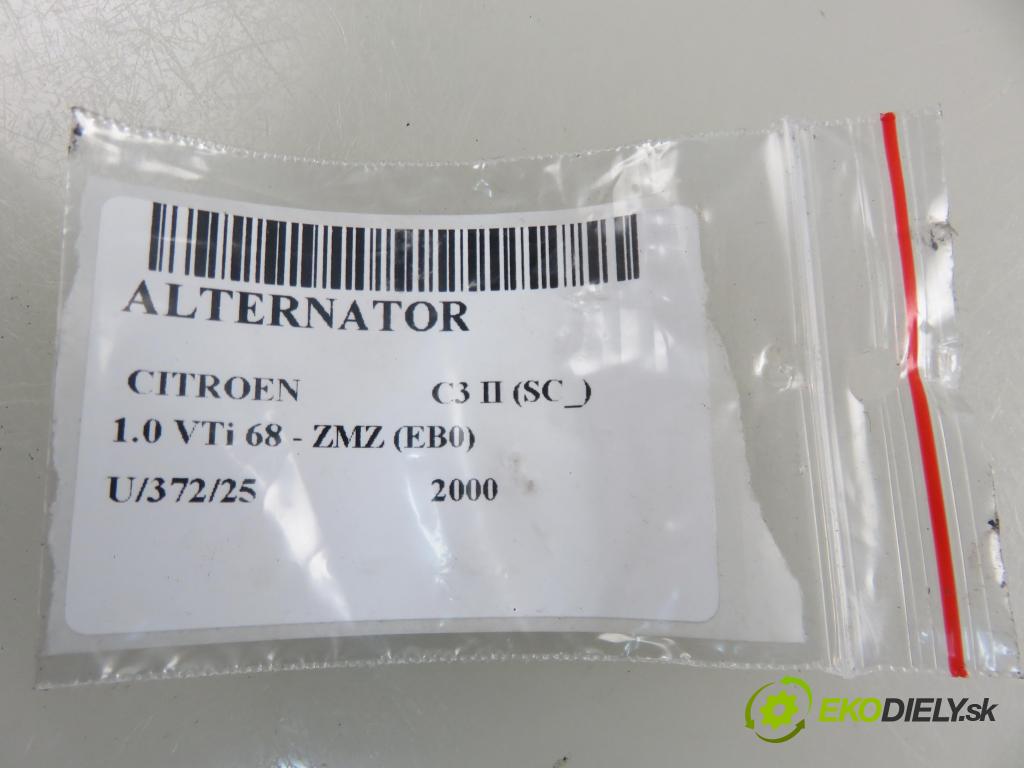 ALTERNATOR
CITROEN C3 II (SC_)
1.0 VTi 68 - ZMZ (EB0)
U/372/25 2000
EKODIELY.sk